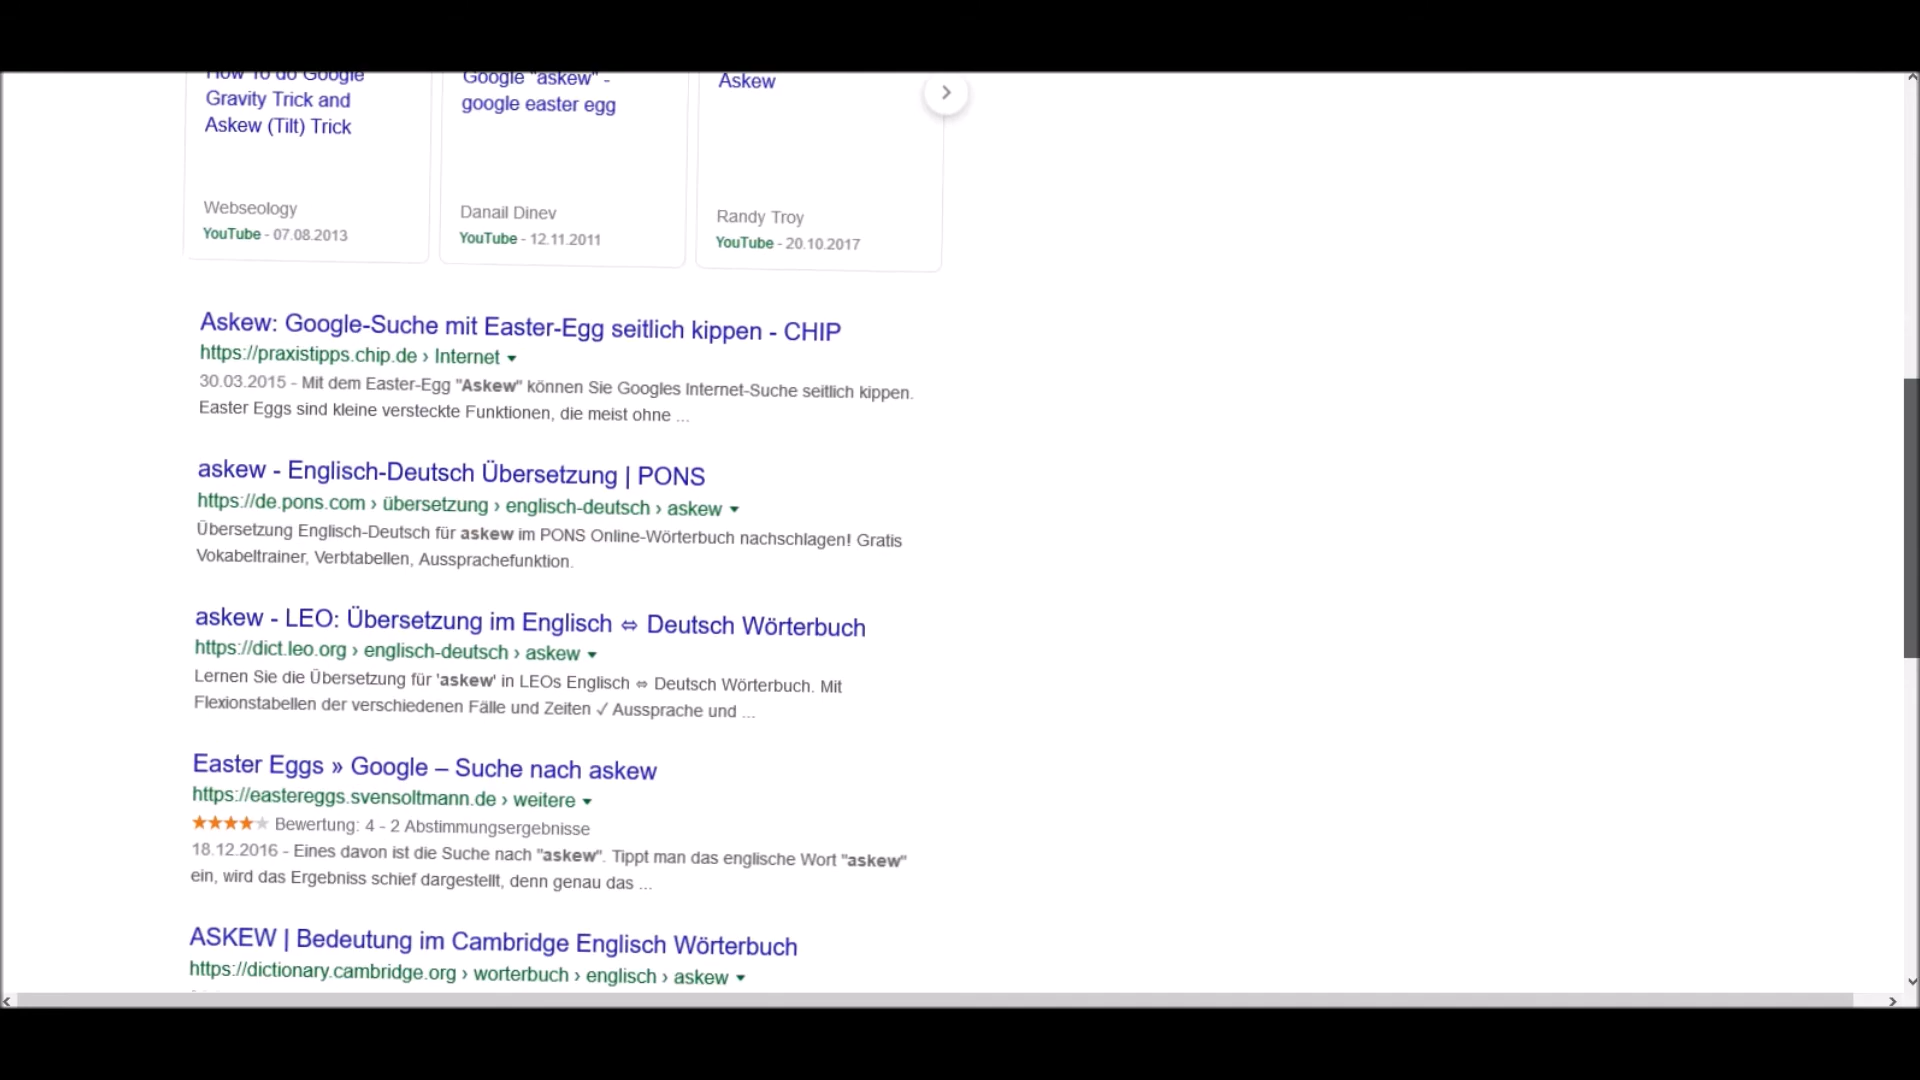 How To do Google
Gravity Trick and
Askew (Tilt) Trick
Webseology
YouTube - 07.08.2013
Google "askew" -
google easter egg
Danail Dinev
YouTube - 12.11.2011
Askew
Randy Troy
YouTube - 20.10.2017
Askew: Google-Suche mit Easter-Egg seitlich kippen - CHIP
https://praxistipps.chip.de › Internet
30.03.2015 - Mit dem Easter-Egg "Askew" können Sie Googles Internet-Suche seitlich kippen.
Easter Eggs sind kleine versteckte Funktionen, die meist ohne ...
askew - Englisch-Deutsch Übersetzung | PONS
https://de.pons.com › übersetzung › englisch-deutsch › askew
Übersetzung Englisch-Deutsch für askew im PONS Online-Wörterbuch nachschlagen! Gratis
Vokabeltrainer, Verbtabellen, Aussprachefunktion.
askew - LEO: Übersetzung im Englisch ⇔ Deutsch Wörterbuch
https://dict.leo.org › englisch-deutsch › askew
Lernen Sie die Übersetzung für 'askew' in LEOs Englisch ⇔ Deutsch Wörterbuch. Mit
Flexionstabellen der verschiedenen Fälle und Zeiten ✓ Aussprache und ...
Easter Eggs » Google – Suche nach askew
https://eastereggs.svensoltmann.de › weitere
★★★★★ Bewertung: 4 - 2 Abstimmungsergebnisse
18.12.2016 - Eines davon ist die Suche nach "askew". Tippt man das englische Wort "askew"
ein, wird das Ergebniss schief dargestellt, denn genau das ...
ASKEW | Bedeutung im Cambridge Englisch Wörterbuch
https://dictionary.cambridge.org › worterbuch › englisch › askew